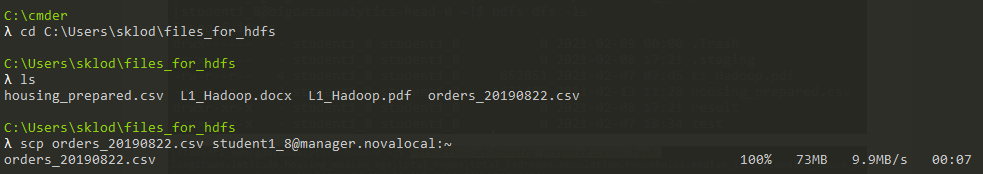 C:\cmder
λ cd C:\Users\sklod\files_for_hdfs
C:\Users\sklod\files_for_hdfs
λ ls
housing_prepared.csv L1_Hadoop.docx L1_Hadoop.pdf orders_20190822.csv
C:\Users\sklod\files_for_hdfs
λ scp orders_20190822.csv student1_8@manager.novalocal:~
orders_20190822.csv 100% 73MB 9.9MB/s 00:07